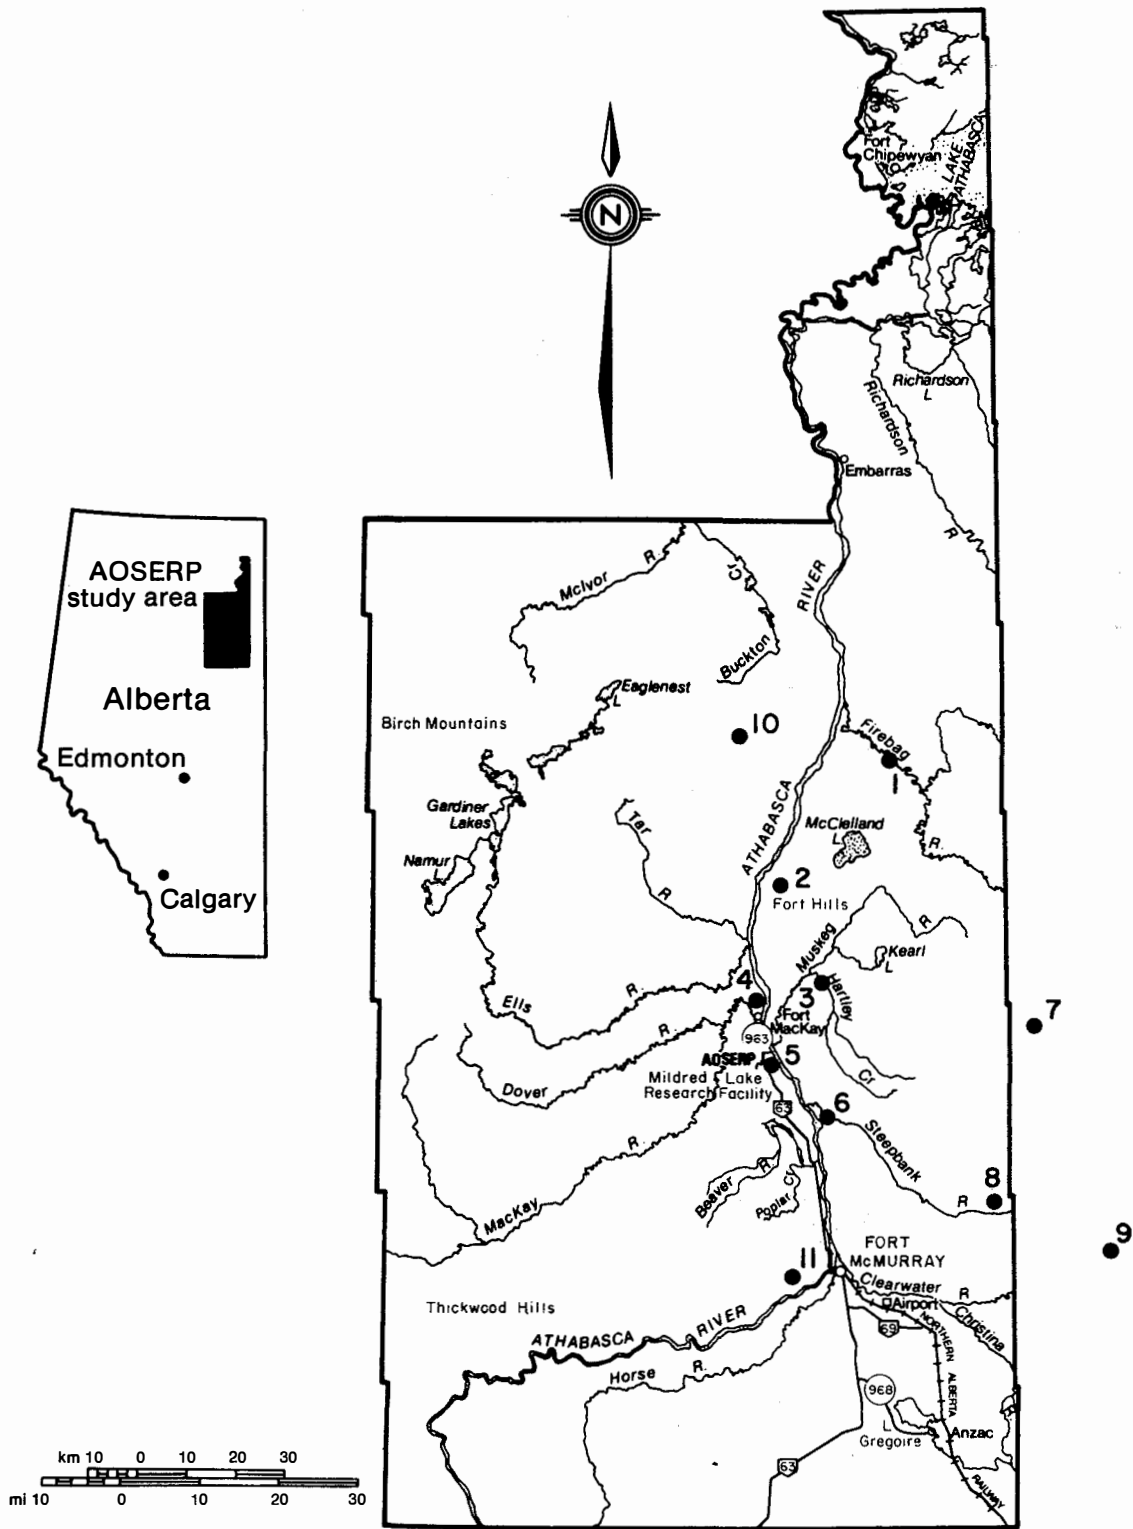 Fort
Chipewyan
LAKE
ATHABASCA
N
Richardson
L
Richardson
R
Embarras
AOSERP
study area
Alberta
Edmonton
Calgary
McIvor
R.
Cr
Buckton
RIVER
Eaglenest
L
Birch Mountains
10
Firebag
1
R.
Gardiner
Lakes
Namur
L
Tar
R
ATHABASCA
McClelland
L
2
Fort Hills
Muskeg
R
Kearl
L
Ells
R.
4
3
Hartley
Cr
Fort
MacKay
7
963
Dover
R.
AOSERP
5
Mildred Lake
Research Facility
63
6
Steepbank
R
8
MacKay
R.
Beaver
R.
Poplar
Cr
9
11
FORT
McMURRAY
Clearwater
R
Airport
Christina
69
NORTHERN
ALBERTA
RAILWAY
Thickwood Hills
ATHABASCA
RIVER
Horse
R.
968
L
Gregoire
Anzac
R
63
km 10 0 10 20 30
mi 10 0 10 20 30